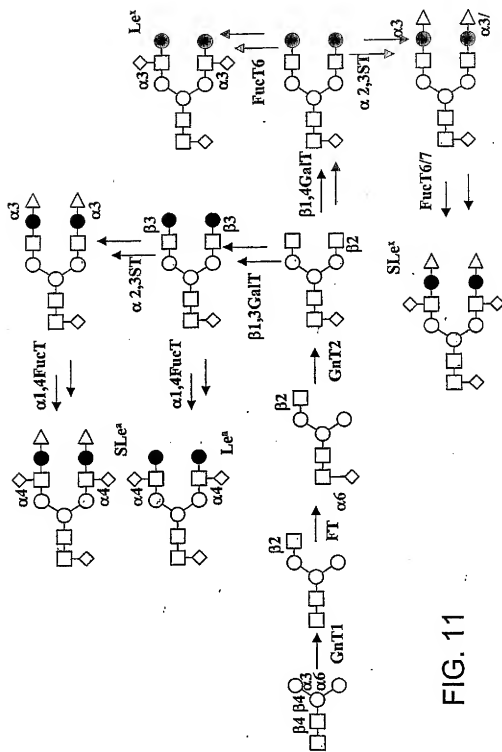 α3
α3
α 2,3ST
β3
β3
β1,3GalT
α1,4FucT
α1,4FucT
α4
SLeª
α4
α4
Leª
α4
Leˣ
α3
α3
FucT6
α 2,3ST
α3
α3/
FucT6/7
SLeˣ
β1,4GalT
β2
GnT2
β2
α6
FT
β2
GnT1
β4 β4 α3
α6
FIG. 11